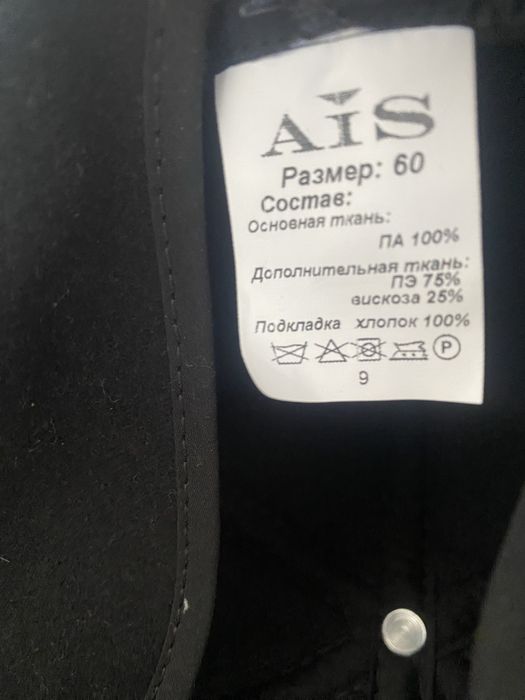 AIS
Размер: 60
Состав:
Основная ткань:
ПА 100%
Дополнительная ткань:
ПЭ 75%
вискоза 25%
Подкладка хлопок 100%
P
9